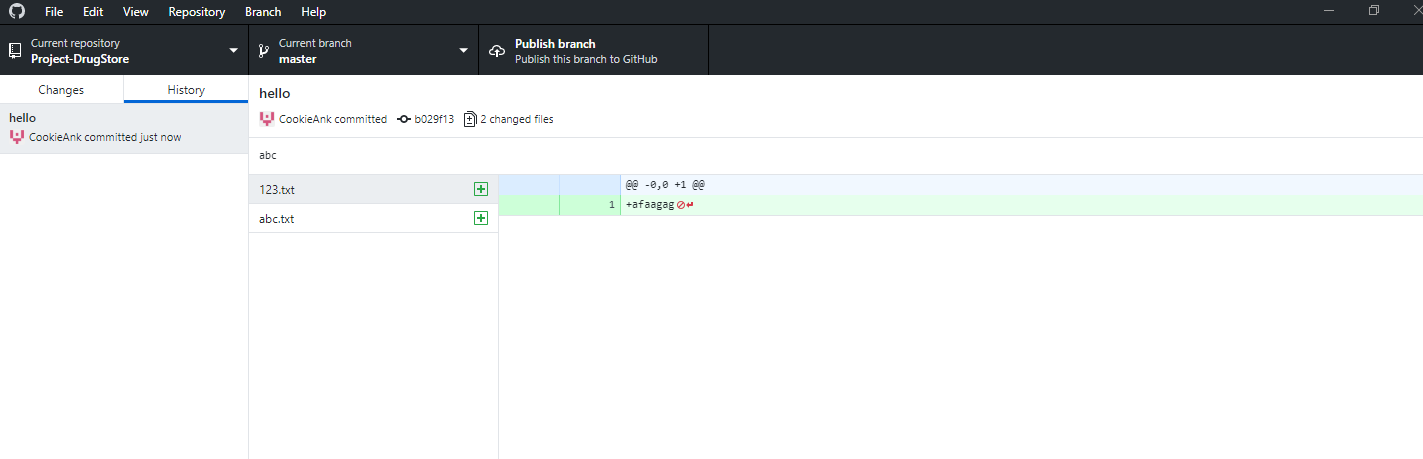 File Edit View Repository Branch Help
Current repository
Project-DrugStore
Current branch
master
Publish branch
Publish this branch to GitHub
Changes History
hello
CookieAnk committed just now
hello
CookieAnk committed b029f13 2 changed files
abc
123.txt
abc.txt
@@ -0,0 +1 @@
1 +afaagag